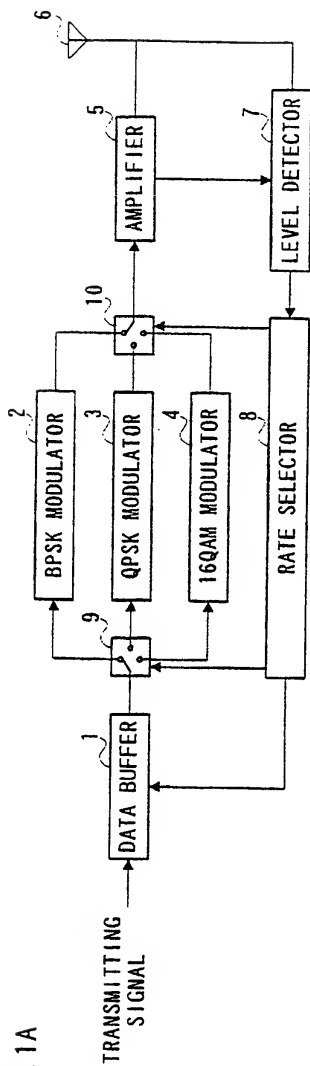 1A
TRANSMITTING
SIGNAL
1
DATA BUFFER
9
2
BPSK MODULATOR
3
QPSK MODULATOR
4
16QAM MODULATOR
10
5
AMPLIFIER
6
7
LEVEL DETECTOR
8
RATE SELECTOR